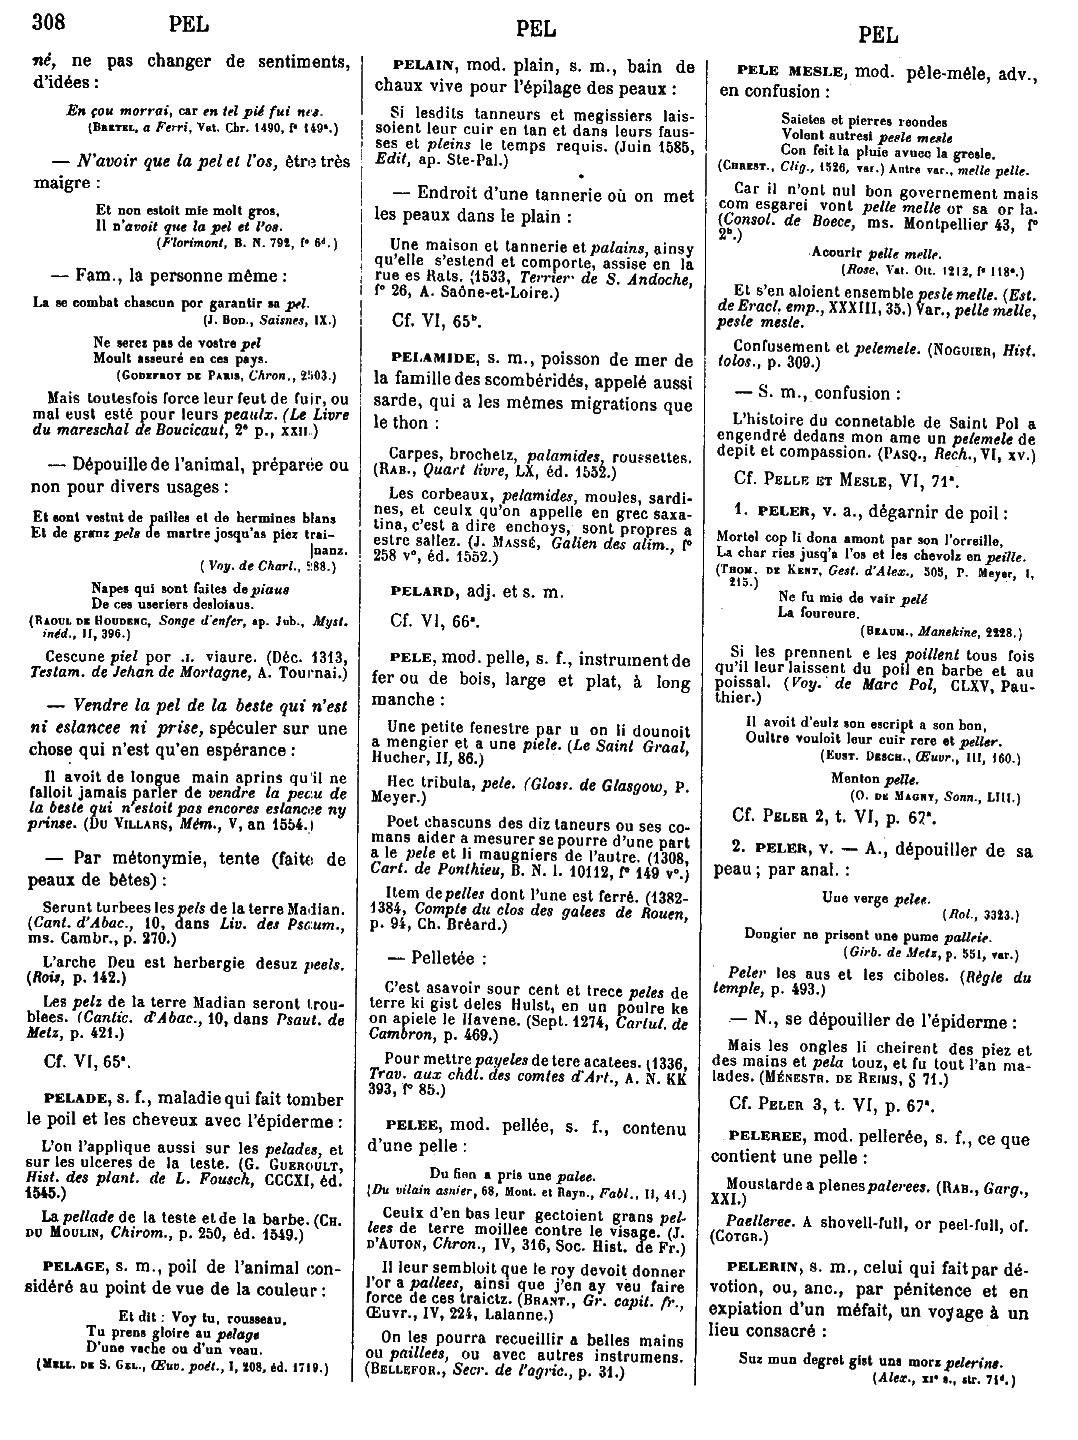 308
PEL
PEL
PEL
né, ne pas changer de sentiments,
d'idées :
En çou morrai, car en tel pié fui nes.
(BRETEL, a Ferri, Vat. Chr. 1490, f° 149ª.)
— N'avoir que la pel et l'os, être très
maigre :
Et non estoit mie molt gros,
Il n'avoit que la pel et l'os.
(Florimont, B. N. 792, f° 6ᵈ.)
— Fam., la personne même :
La se combat chascun por garantir sa pel.
(J. BOD., Saisnes, IX.)
Ne serez pas de vostre pel
Moult asseuré en ces pays.
(GODEFROY DE PARIS, Chron., 2503.)
Mais toutesfois force leur feut de fuir, ou
mal eust esté pour leurs peaulx. (Le Livre
du mareschal de Boucicaut, 2ᵉ p., XXII.)
— Dépouille de l'animal, préparée ou
non pour divers usages :
Et sont vestut de pailles et de hermines blans
Et de granz pels de martre josqu'as piez trai-
[nanz.
(Voy. de Charl., 288.)
Napes qui sont faites de piaus
De ces useriers desloiaus.
(RAOUL DE HOUDENC, Songe d'enfer, ap. Jub., Myst.
inéd., II, 396.)
Cescune piel por .I. viaure. (Déc. 1313,
Testam. de Jehan de Mortagne, A. Tournai.)
— Vendre la pel de la beste qui n'est
ni eslancee ni prise, spéculer sur une
chose qui n'est qu'en espérance :
Il avoit de longue main aprins qu'il ne
falloit jamais parler de vendre la peau de
la beste qui n'estoit pas encores eslancee ny
prinse. (DU VILLARS, Mém., V, an 1554.)
— Par métonymie, tente (faite de
peaux de bêtes) :
Serunt turbees les pels de la terre Madian.
(Cant. d'Abac., 10, dans Liv. des Psaum.,
ms. Cambr., p. 270.)
L'arche Deu est herbergie desuz peels.
(Rois, p. 142.)
Les pelz de la terre Madian seront trou-
blees. (Cantic. d'Abac., 10, dans Psaut. de
Metz, p. 421.)
Cf. VI, 65ª.
PELADE, s. f., maladie qui fait tomber
le poil et les cheveux avec l'épiderme :
L'on l'applique aussi sur les pelades, et
sur les ulceres de la teste. (G. GUEROULT,
Hist. des plant. de L. Fousch, CCCXI, éd.
1545.)
La pellade de la teste et de la barbe. (CH.
DU MOULIN, Chirom., p. 250, éd. 1549.)
PELAGE, s. m., poil de l'animal con-
sidéré au point de vue de la couleur :
Et dit : Voy tu, rousseau,
Tu prens gloire au pelage
D'une vache ou d'un veau.
(MELL. DE S. GEL., Œuv. poét., I, 208, éd. 1719.)
PELAIN, mod. plain, s. m., bain de
chaux vive pour l'épilage des peaux :
Si lesdits tanneurs et megissiers lais-
soient leur cuir en tan et dans leurs faus-
ses et pleins le temps requis. (Juin 1585,
Edit, ap. Ste-Pal.)
— Endroit d'une tannerie où on met
les peaux dans le plain :
Une maison et tannerie et palains, ainsy
qu'elle s'estend et comporte, assise en la
rue es Rats. (1533, Terrier de S. Andoche,
f° 26, A. Saône-et-Loire.)
Cf. VI, 65ᵇ.
PELAMIDE, s. m., poisson de mer de
la famille des scombéridés, appelé aussi
sarde, qui a les mêmes migrations que
le thon :
Carpes, brochetz, palamides, roussettes.
(RAB., Quart livre, LX, éd. 1552.)
Les corbeaux, pelamides, moules, sardi-
nes, et ceulx qu'on appelle en grec saxa-
tina, c'est a dire enchoys, sont propres a
estre sallez. (J. MASSÉ, Galien des alim., f°
258 v°, éd. 1552.)
PELARD, adj. et s. m.
Cf. VI, 66ª.
PELE, mod. pelle, s. f., instrument de
fer ou de bois, large et plat, à long
manche :
Une petite fenestre par u on li dounoit
a mengier et a une piele. (Le Saint Graal,
Hucher, II, 86.)
Hec tribula, pele. (Gloss. de Glasgow, P.
Meyer.)
Poet chascuns des diz taneurs ou ses co-
mans aider a mesurer se pourre d'une part
a le pele et li maugniers de l'autre. (1308,
Cart. de Ponthieu, B. N. l. 10112, f° 149 v°.)
Item de pelles dont l'une est ferré. (1382-
1384, Compte du clos des galees de Rouen,
p. 94, Ch. Bréard.)
— Pelletée :
C'est asavoir sour cent et trece peles de
terre ki gist deles Hulst, en un poulre ke
on apiele le Havene. (Sept. 1274, Cartul. de
Cambron, p. 469.)
Pour mettre payeles de tere acatees. (1336,
Trav. aux chât. des comtes d'Art., A. N. KK
393, f° 85.)
PELEE, mod. pellée, s. f., contenu
d'une pelle :
Du fien a pris une palee.
(Du vilain asnier, 68, Mont. et Rayn., Fabl., II, 41.)
Ceulx d'en bas leur gectoient grans pel-
lees de terre moillee contre le visage. (J.
D'AUTON, Chron., IV, 316, Soc. Hist. de Fr.)
Il leur sembloit que le roy devoit donner
l'or a pallees, ainsi que j'en ay veu faire
force de ces traictz. (BRANT., Gr. capit. fr.,
Œuvr., IV, 224, Lalanne.)
On les pourra recueillir a belles mains
ou paillees, ou avec autres instrumens.
(BELLEFOR., Secr. de l'agric., p. 31.)
PELE MESLE, mod. pêle-mêle, adv.,
en confusion :
Saietes et pierres reondes
Volent autresi pesle mesle
Con feit la pluie avuec la gresle.
(CHREST., Clig., 1526, var.) Autre var., melle pelle.
Car il n'ont nul bon governement mais
com esgarei vont pelle melle or sa or la.
(Consol. de Boece, ms. Montpellier 43, f°
2ᵇ.)
Acourir pelle melle.
(Rose, Vat. Ott. 1212, f° 118ª.)
Et s'en aloient ensemble pesle melle. (Est.
de Eracl. emp., XXXIII, 35.) Var., pelle melle,
pesle mesle.
Confusement et pelemele. (NOGUIER, Hist.
tolos., p. 309.)
— S. m., confusion :
L'histoire du connetable de Saint Pol a
engendré dedans mon ame un pelemele de
depit et compassion. (PASQ., Rech., VI, XV.)
Cf. PELLE ET MESLE, VI, 71ª.
1. PELER, v. a., dégarnir de poil :
Mortel cop li dona amont par son l'orreille,
La char ries jusq'a l'os et les chevolz en peille.
(THOM. DE KENT, Gest. d'Alex., 305, P. Meyer, I,
215.)
Ne fu mie de vair pelé
La foureure.
(BEAUM., Manekine, 2228.)
Si les prennent e les poillent tous fois
qu'il leur laissent du poil en barbe et au
poissal. (Voy. de Marc Pol, CLXV, Pau-
thier.)
Il avoit d'eulz son escript a son bon,
Oultre vouloit leur cuir rere et peller.
(EUST. DESCH., Œuvr., III, 160.)
Menton pelle.
(O. DE MAGNY, Sonn., LIII.)
Cf. PELER 2, t. VI, p. 67ª.
2. PELER, v. — A., dépouiller de sa
peau ; par anal. :
Une verge pelee.
(Rol., 3323.)
Dongier ne prisent une pume palleie.
(Girb. de Metz, p. 551, var.)
Peler les aus et les ciboles. (Règle du
temple, p. 493.)
— N., se dépouiller de l'épiderme :
Mais les ongles li cheirent des piez et
des mains et pela touz, et fu tout l'an ma-
lades. (MÉNESTR. DE REIMS, § 71.)
Cf. PELER 3, t. VI, p. 67ª.
PELEREE, mod. pellerée, s. f., ce que
contient une pelle :
Moustarde a plenes palerees. (RAB., Garg.,
XXI.)
Paelleree. A shovell-full, or peel-full, of.
(COTGR.)
PELERIN, s. m., celui qui fait par dé-
votion, ou, anc., par pénitence et en
expiation d'un méfait, un voyage à un
lieu consacré :
Suz mun degret gist uns morz pelerins.
(Alex., XIᵉ s., str. 71ᵈ.)